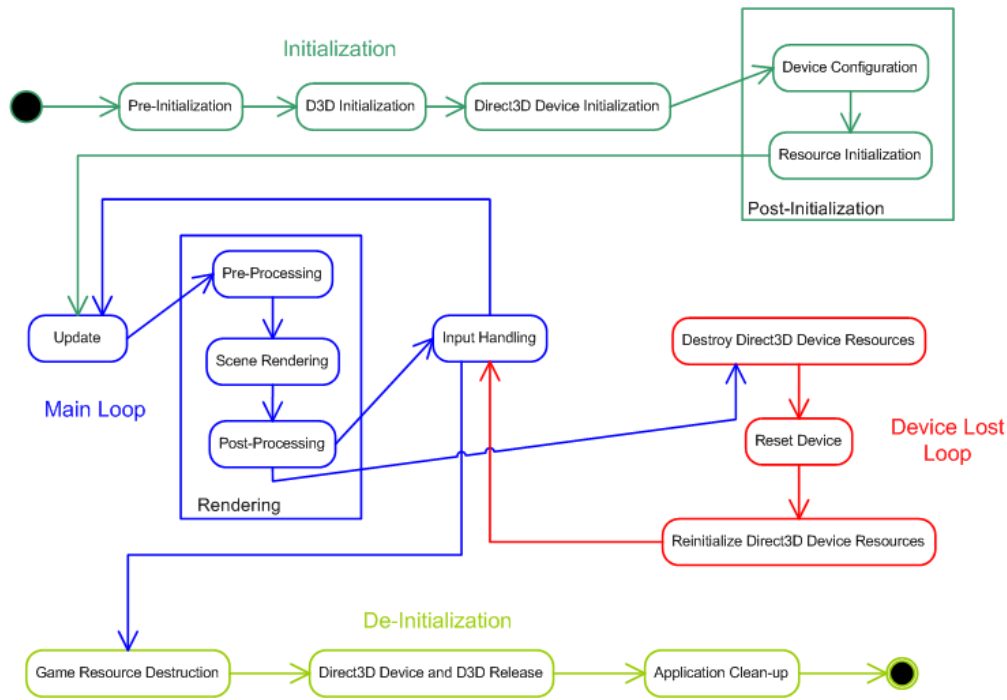 Initialization
Pre-Initialization
D3D Initialization
Direct3D Device Initialization
Device Configuration
Resource Initialization
Post-Initialization
Update
Main Loop
Pre-Processing
Scene Rendering
Post-Processing
Rendering
Input Handling
Destroy Direct3D Device Resources
Reset Device
Device Lost
Loop
Reinitialize Direct3D Device Resources
De-Initialization
Game Resource Destruction
Direct3D Device and D3D Release
Application Clean-up